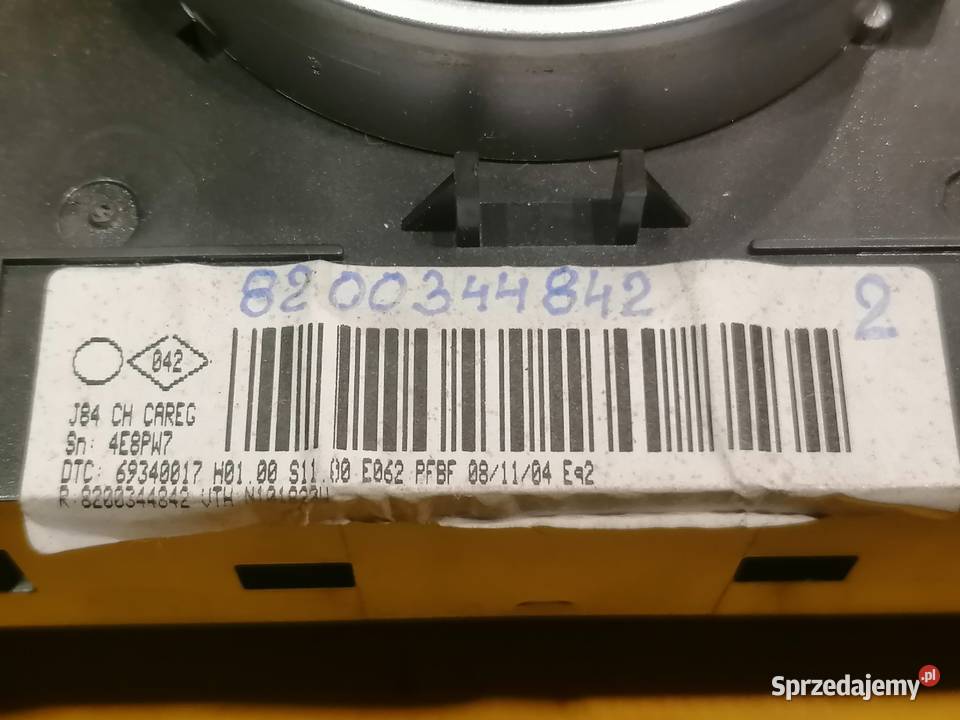 8200344842 2
042
J84 CH CAREG
Sn: 4E8PW7
DTC: 69340017 H01.00 S11.00 E062 PFBF 08/11/04 Eq2
R 8200344842 VTH
Sprzedajemy.pl